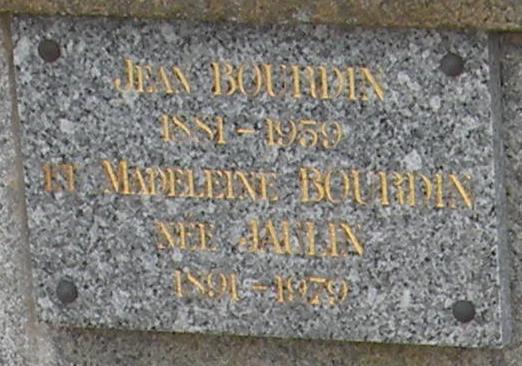 JEAN BOURDIN
1881-1959
ET MADELEINE BOURDIN
NÉE JAULIN
1891-1979